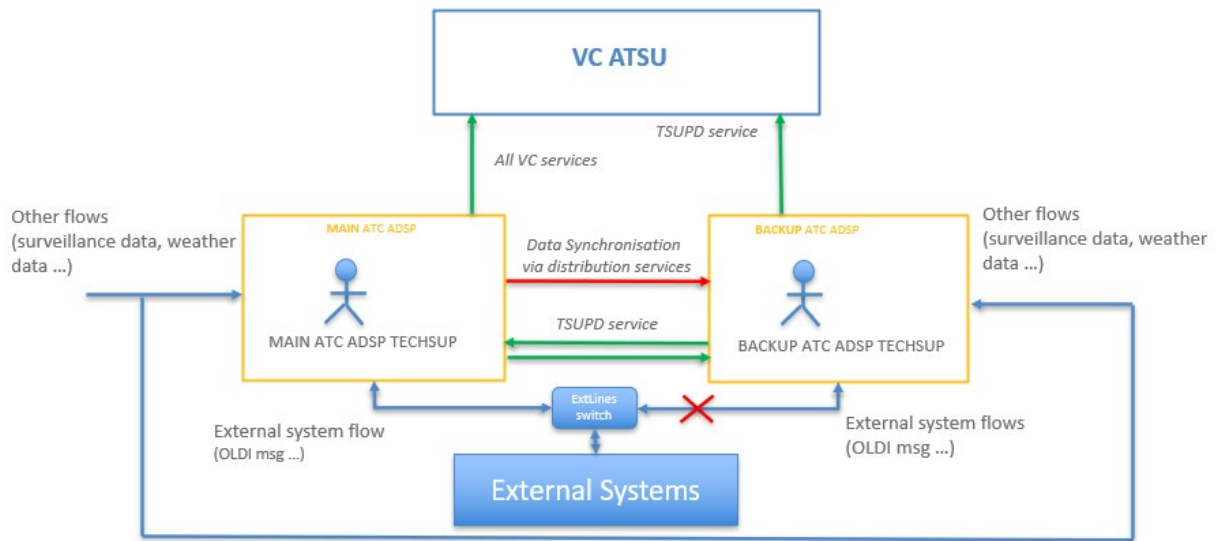 VC ATSU
TSUPD service
All VC services
Other flows
(surveillance data, weather
data ...)
MAIN ATC ADSP
MAIN ATC ADSP TECHSUP
Data Synchronisation
via distribution services
TSUPD service
BACKUP ATC ADSP
BACKUP ATC ADSP TECHSUP
Other flows
(surveillance data, weather
data ...)
ExtLines
switch
External system flow
(OLDI msg ...)
External system flows
(OLDI msg ...)
External Systems